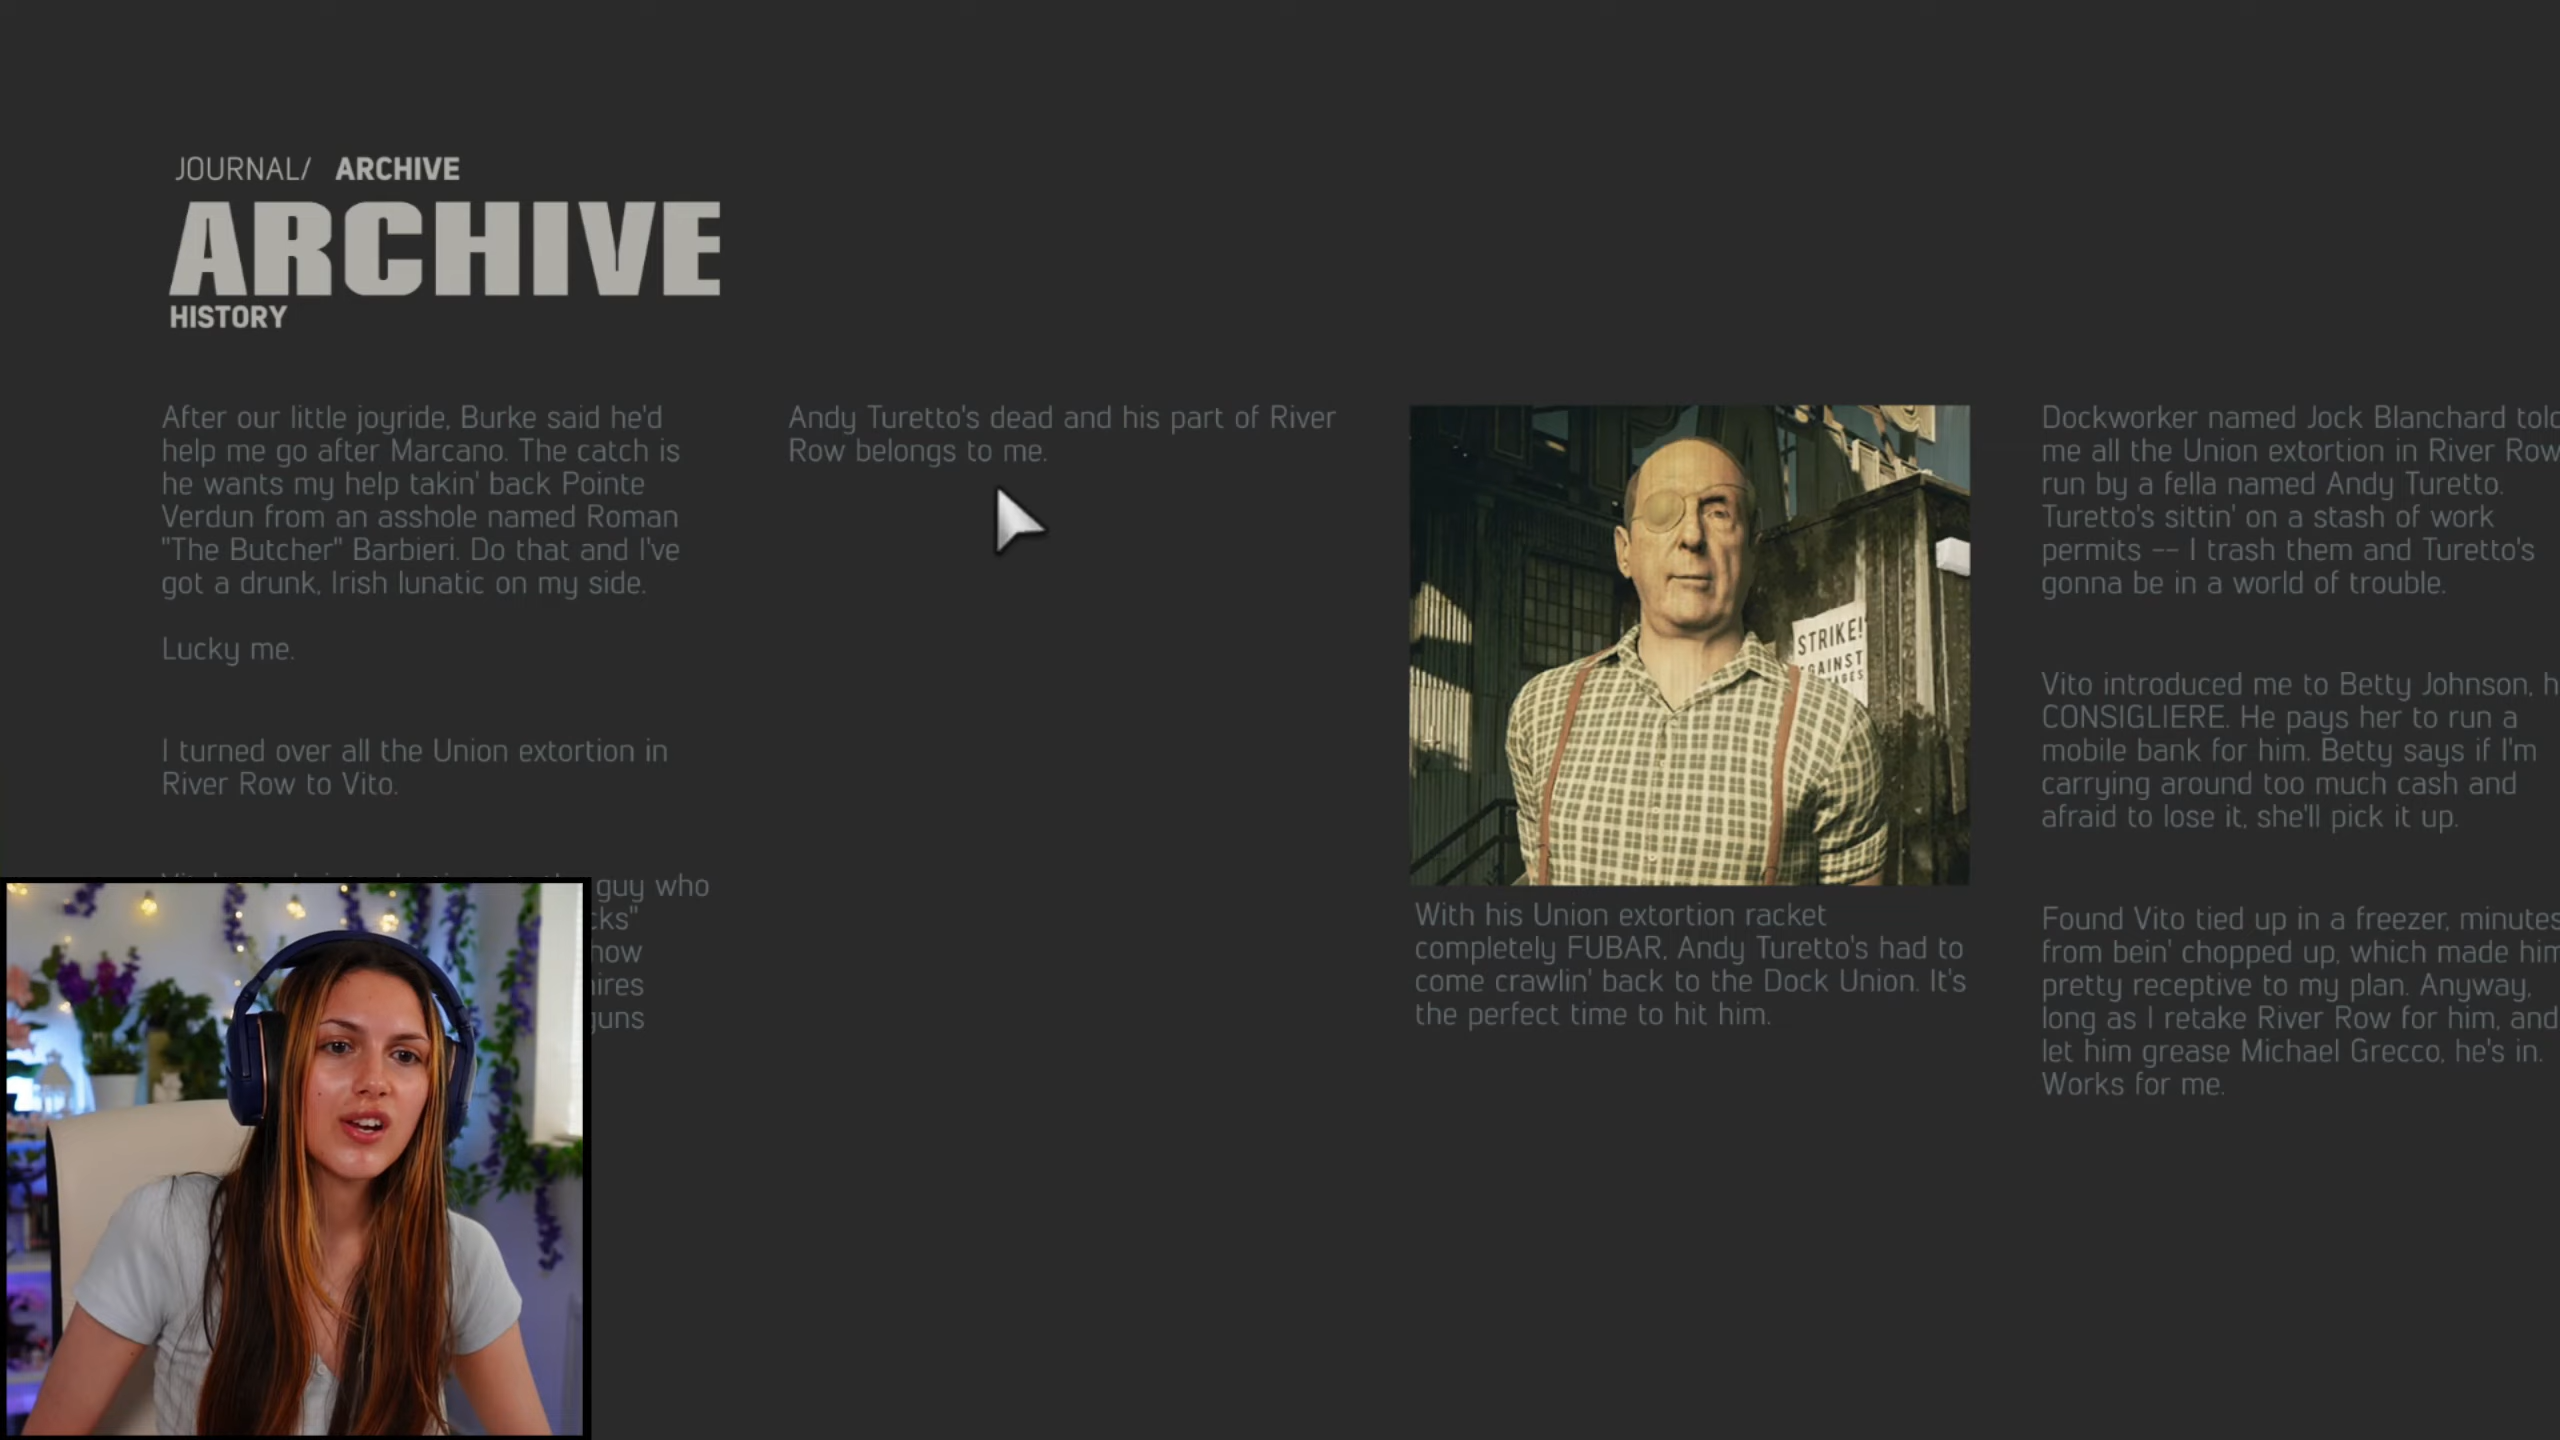 JOURNAL/ ARCHIVE
ARCHIVE
HISTORY
After our little joyride, Burke said he'd
help me go after Marcano. The catch is
he wants my help takin' back Pointe
Verdun from an asshole named Roman
"The Butcher" Barbieri. Do that and I've
got a drunk, Irish lunatic on my side.
Lucky me.
I turned over all the Union extortion in
River Row to Vito.
guy who
now
guns
Andy Turetto's dead and his part of River
Row belongs to me.
STRIKE!
With his Union extortion racket
completely FUBAR, Andy Turetto's had to
come crawlin' back to the Dock Union. It's
the perfect time to hit him.
Dockworker named Jock Blanchard told
me all the Union extortion in River Row
run by a fella named Andy Turetto.
Turetto's sittin' on a stash of work
permits -- I trash them and Turetto's
gonna be in a world of trouble.
Vito introduced me to Betty Johnson, h
CONSIGLIERE. He pays her to run a
mobile bank for him. Betty says if I'm
carrying around too much cash and
afraid to lose it, she'll pick it up.
Found Vito tied up in a freezer, minutes
from bein' chopped up, which made him
pretty receptive to my plan. Anyway,
long as I retake River Row for him, and
let him grease Michael Grecco, he's in.
Works for me.